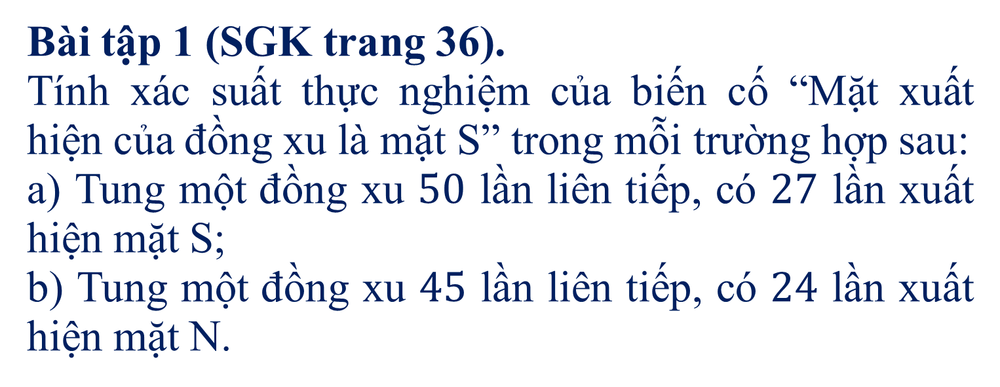 Bài tập 1 (SGK trang 36).
Tính xác suất thực nghiệm của biến cố “Mặt xuất
hiện của đồng xu là mặt S” trong mỗi trường hợp sau:
a) Tung một đồng xu 50 lần liên tiếp, có 27 lần xuất
hiện mặt S;
b) Tung một đồng xu 45 lần liên tiếp, có 24 lần xuất
hiện mặt N.